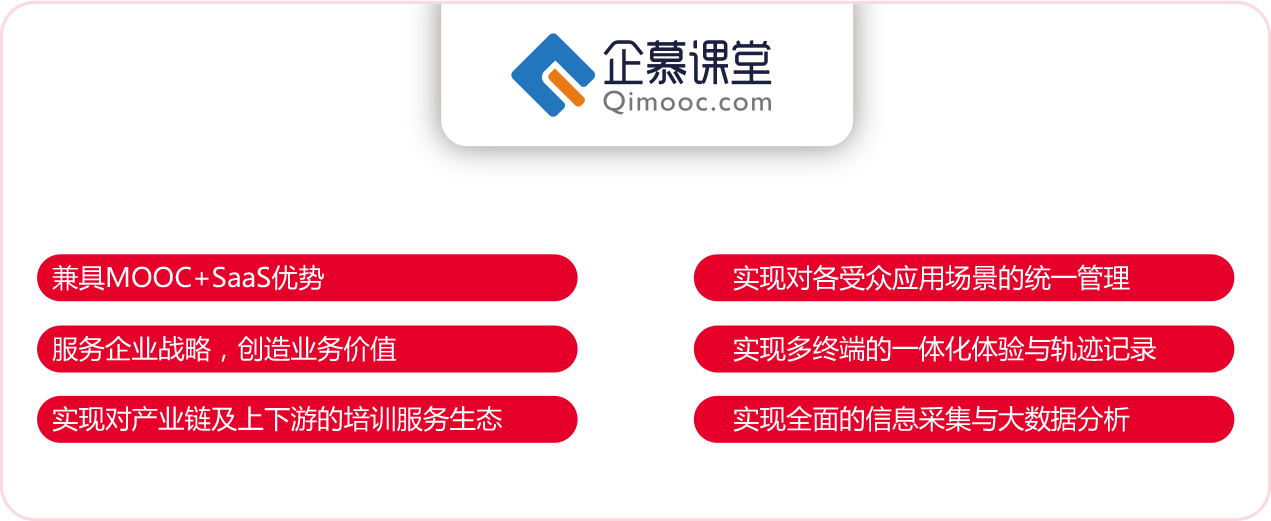 企慕课堂
Qimooc.com
兼具MOOC+SaaS优势
服务企业战略，创造业务价值
实现对产业链及上下游的培训服务生态
实现对各受众应用场景的统一管理
实现多终端的一体化体验与轨迹记录
实现全面的信息采集与大数据分析